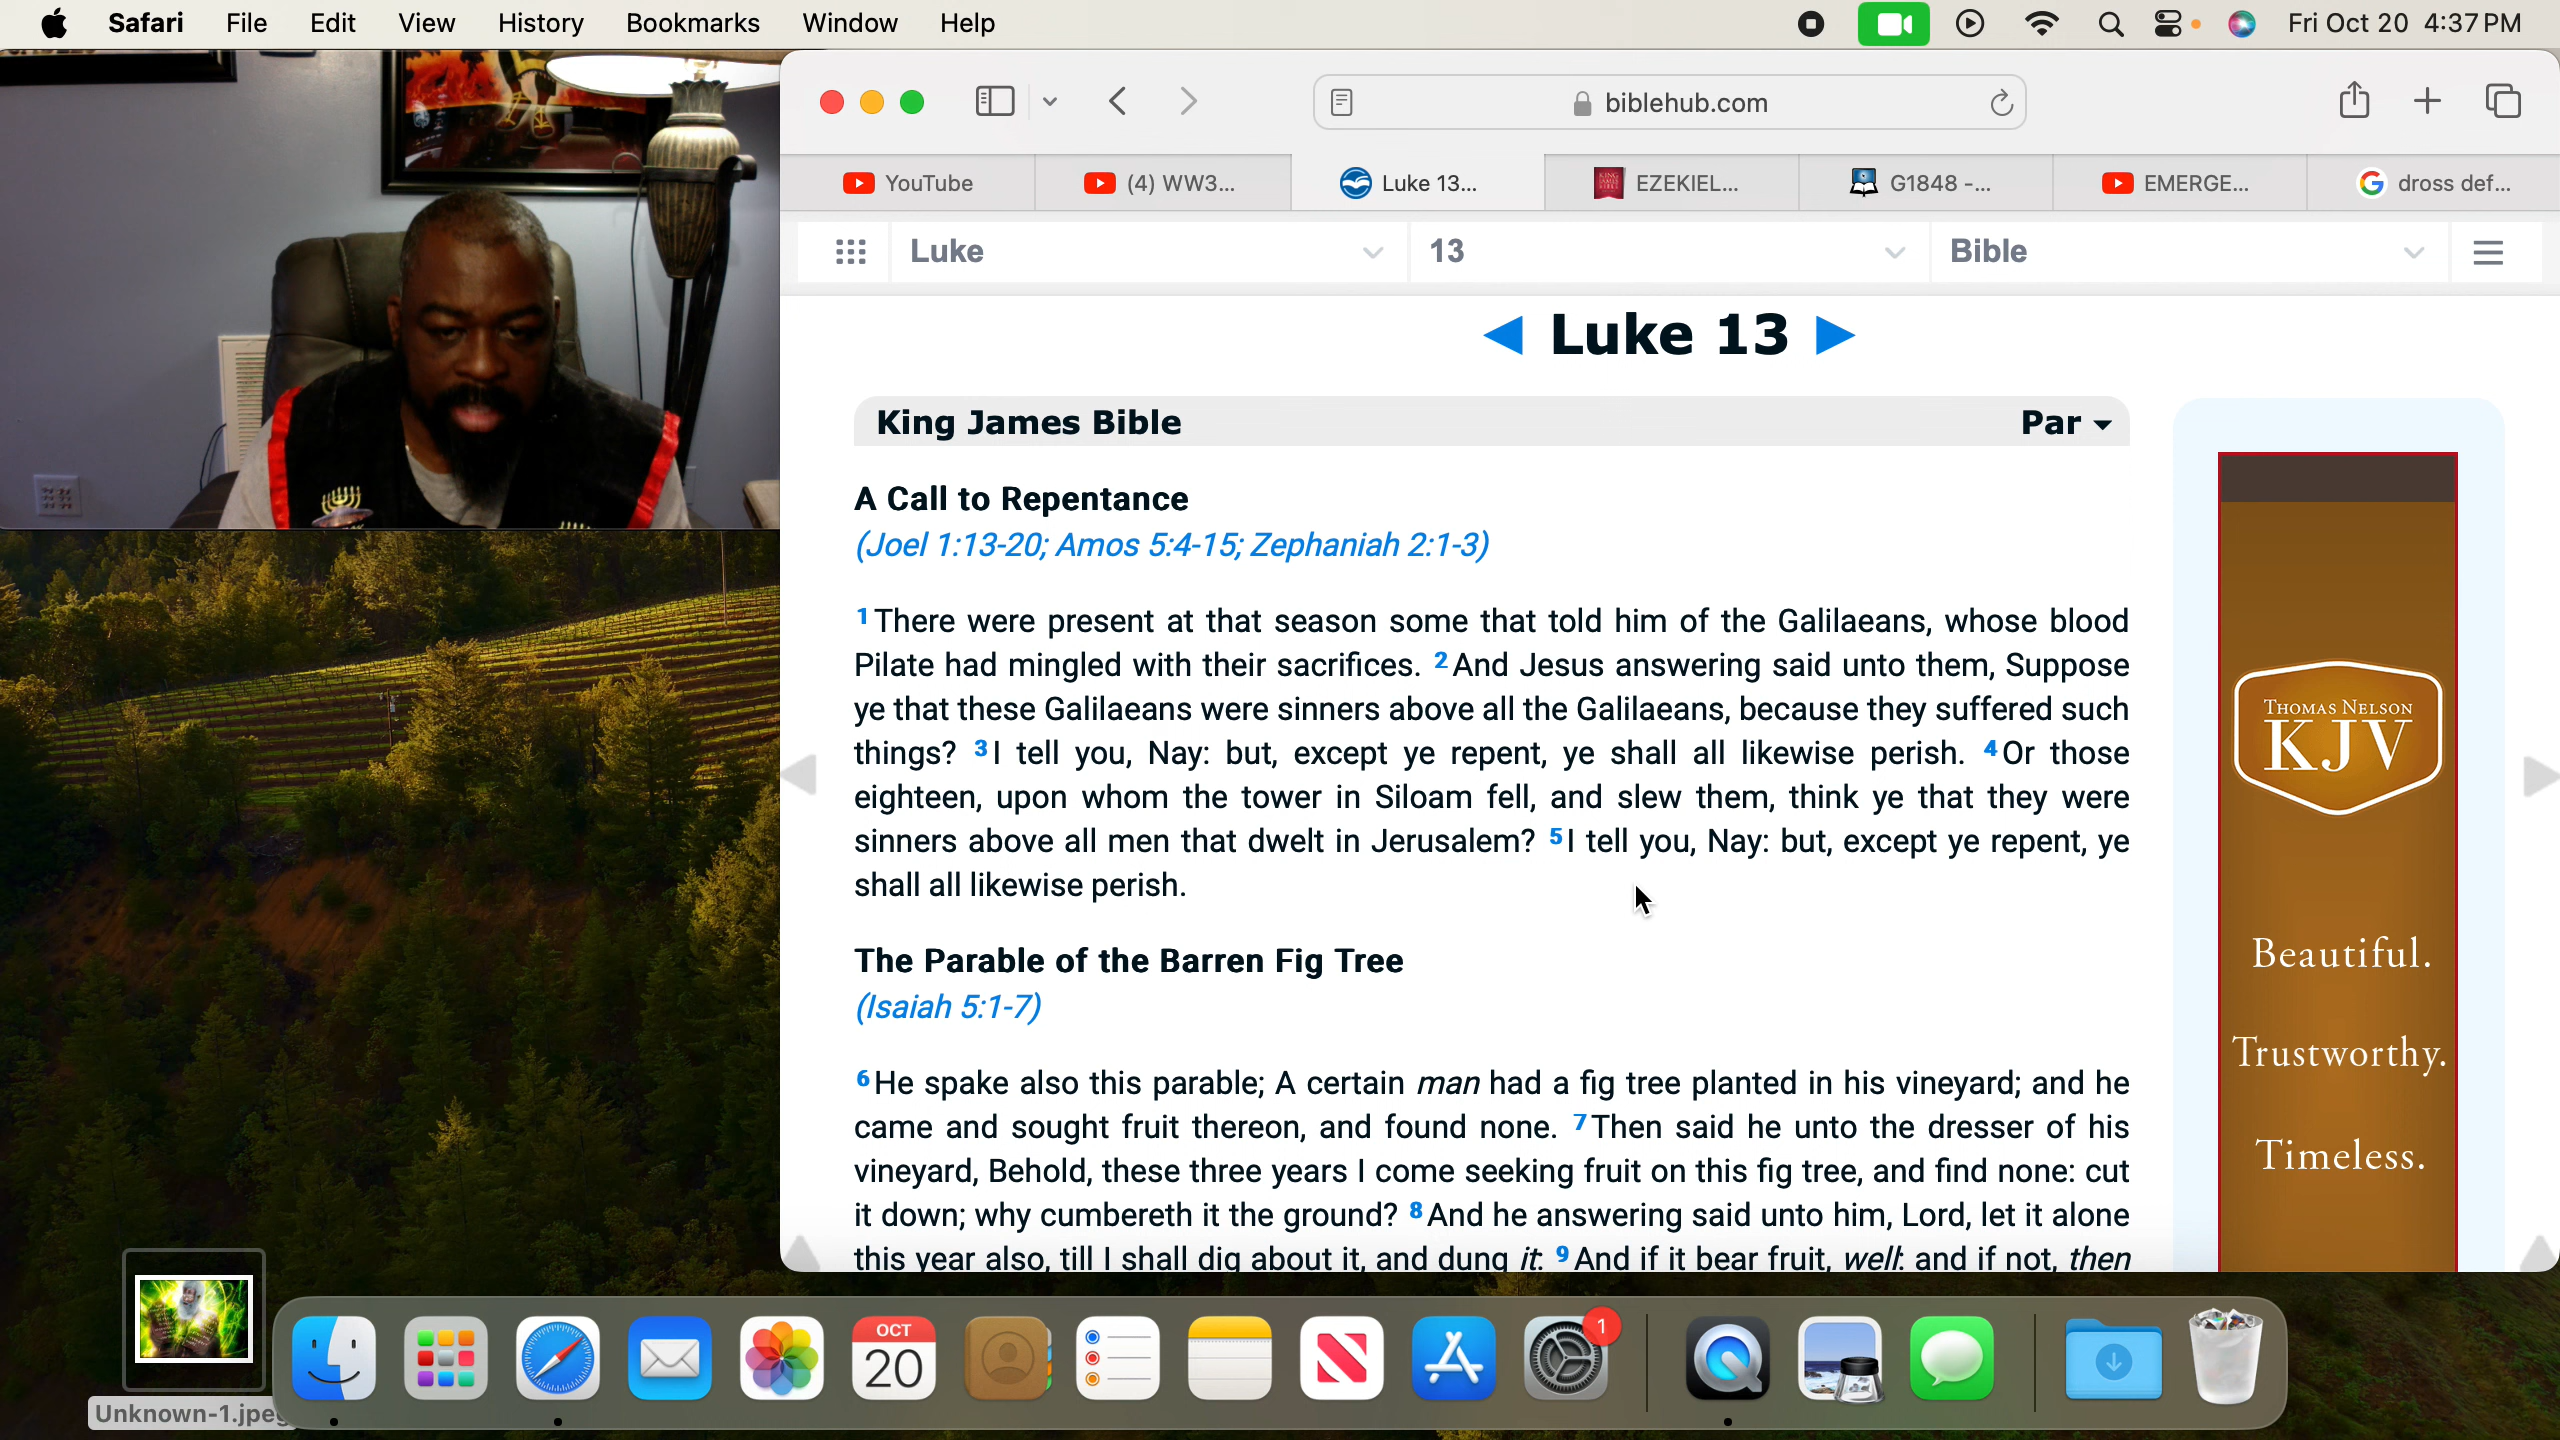 Safari File Edit View History Bookmarks Window Help Fri Oct 20 4:37 PM
biblehub.com
YouTube (4) WW3... Luke 13... EZEKIEL... G1848 -... EMERGE... dross def...
Luke 13 Bible
Luke 13
King James Bible Par
A Call to Repentance
(Joel 1:13-20; Amos 5:4-15; Zephaniah 2:1-3)
1 There were present at that season some that told him of the Galilaeans, whose blood
Pilate had mingled with their sacrifices. 2 And Jesus answering said unto them, Suppose
ye that these Galilaeans were sinners above all the Galilaeans, because they suffered such
things? 3 I tell you, Nay: but, except ye repent, ye shall all likewise perish. 4 Or those
eighteen, upon whom the tower in Siloam fell, and slew them, think ye that they were
sinners above all men that dwelt in Jerusalem? 5 I tell you, Nay: but, except ye repent, ye
shall all likewise perish.
The Parable of the Barren Fig Tree
(Isaiah 5:1-7)
6 He spake also this parable; A certain man had a fig tree planted in his vineyard; and he
came and sought fruit thereon, and found none. 7 Then said he unto the dresser of his
vineyard, Behold, these three years I come seeking fruit on this fig tree, and find none: cut
it down; why cumbereth it the ground? 8 And he answering said unto him, Lord, let it alone
this year also, till I shall dig about it, and dung it: 9 And if it bear fruit, well: and if not, then
THOMAS NELSON
KJV
Beautiful.
Trustworthy.
Timeless.
Unknown-1.jpeg
OCT
20
1